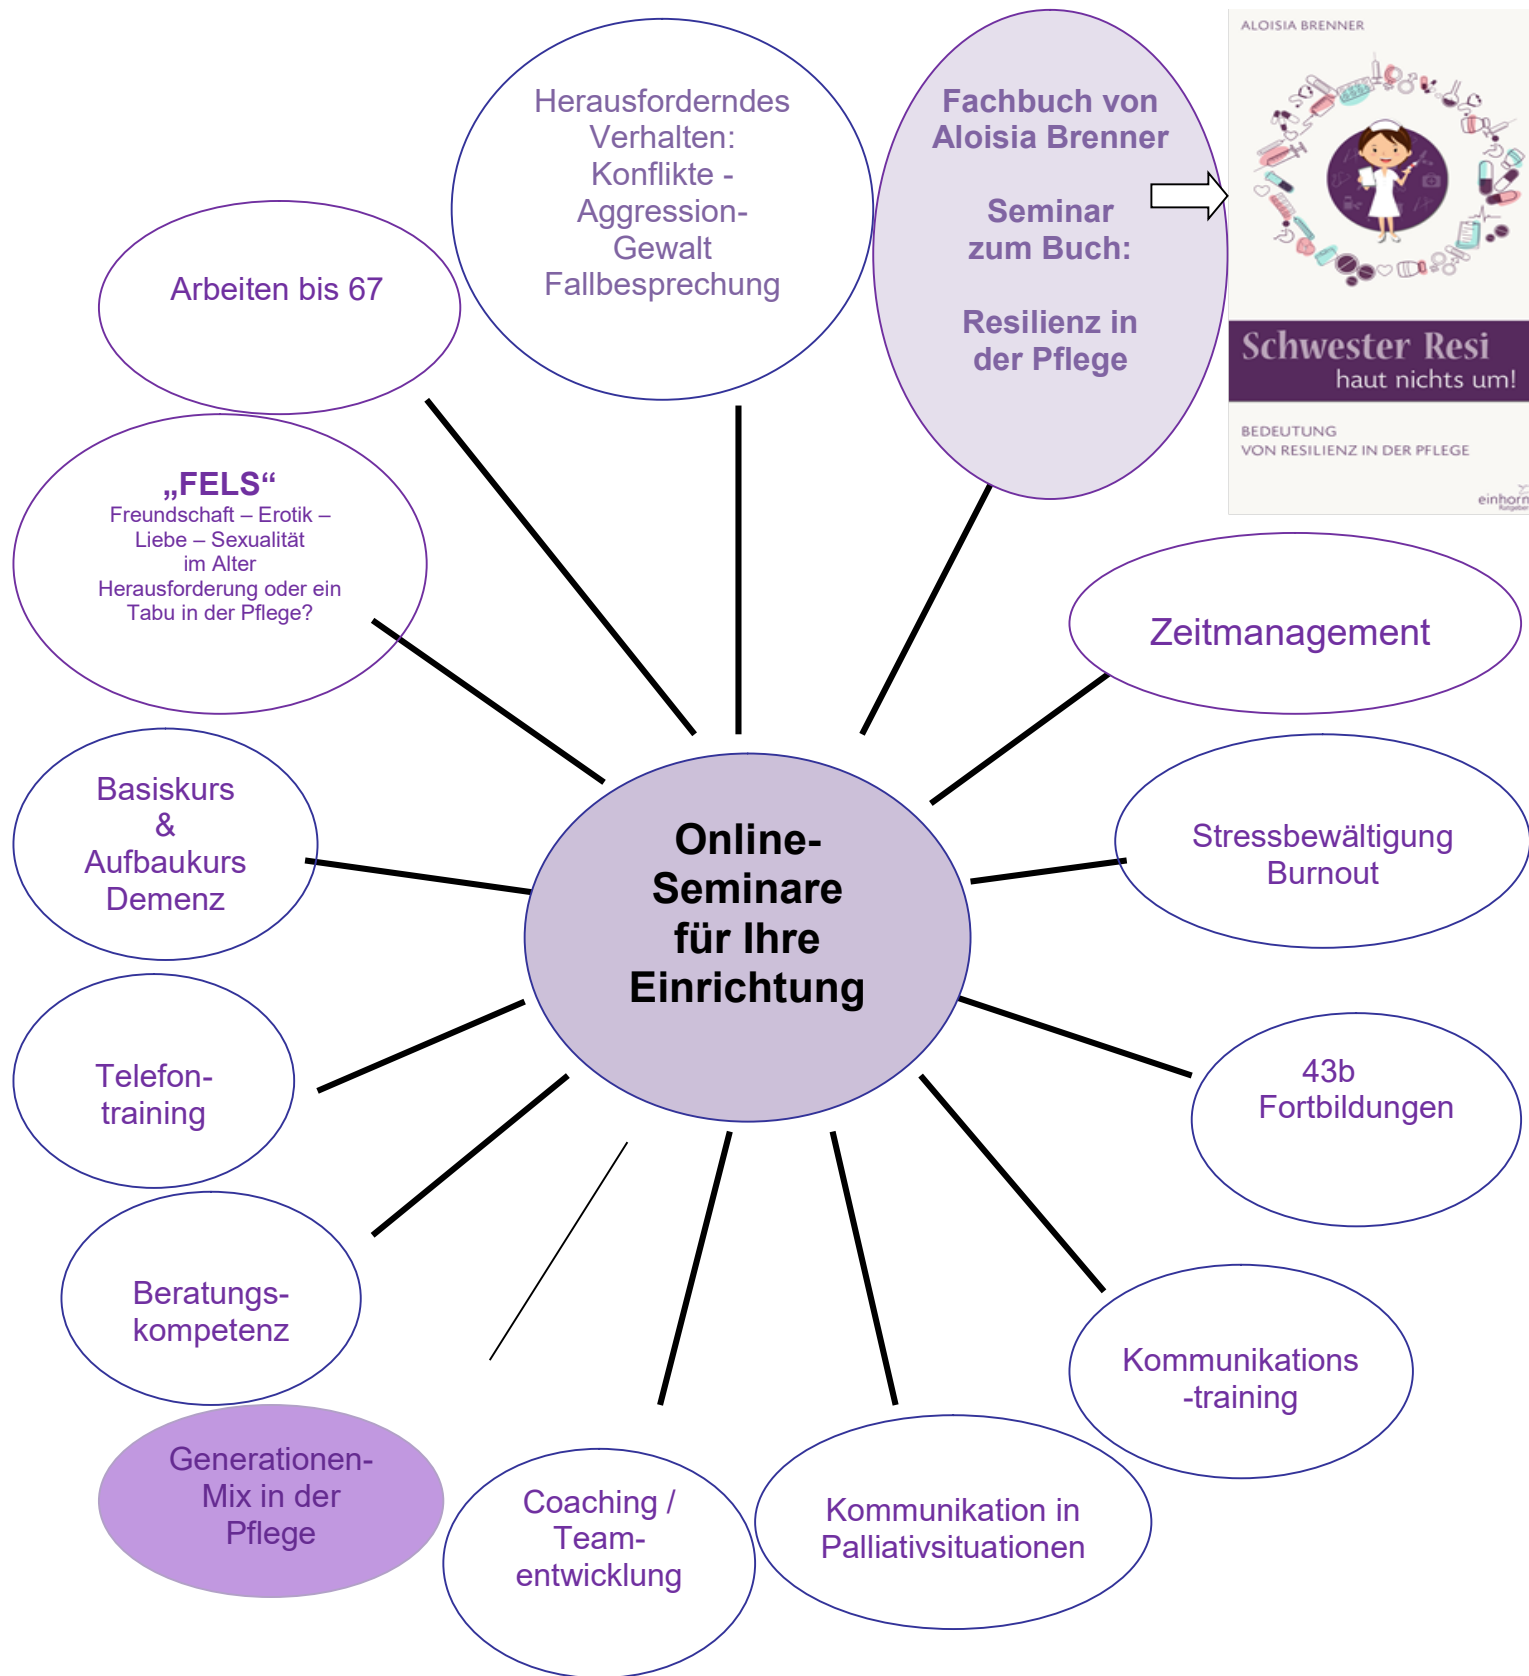 Herausforderndes
Verhalten:
Konflikte -
Aggression-
Gewalt
Fallbesprechung
Fachbuch von
Aloisia Brenner
Seminar
zum Buch:
Resilienz in
der Pflege
ALOISIA BRENNER
Schwester Resi
haut nichts um!
BEDEUTUNG
VON RESILIENZ IN DER PFLEGE
einhorn
Ratgeber
Arbeiten bis 67
„FELS“
Freundschaft – Erotik –
Liebe – Sexualität
im Alter
Herausforderung oder ein
Tabu in der Pflege?
Zeitmanagement
Basiskurs
&
Aufbaukurs
Demenz
Online-
Seminare
für Ihre
Einrichtung
Stressbewältigung
Burnout
Telefon-
training
43b
Fortbildungen
Beratungs-
kompetenz
Kommunikations
-training
Generationen-
Mix in der
Pflege
Coaching /
Team-
entwicklung
Kommunikation in
Palliativsituationen